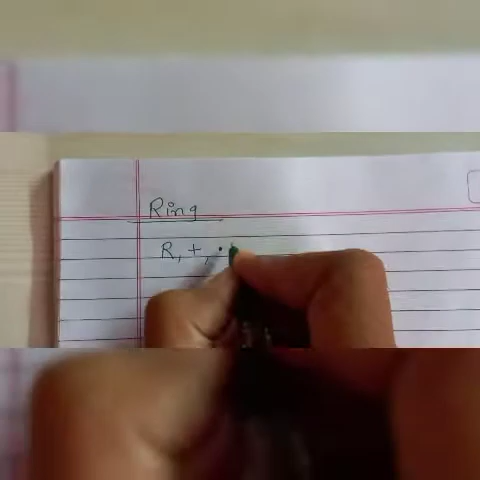 Ring
R, +, ·